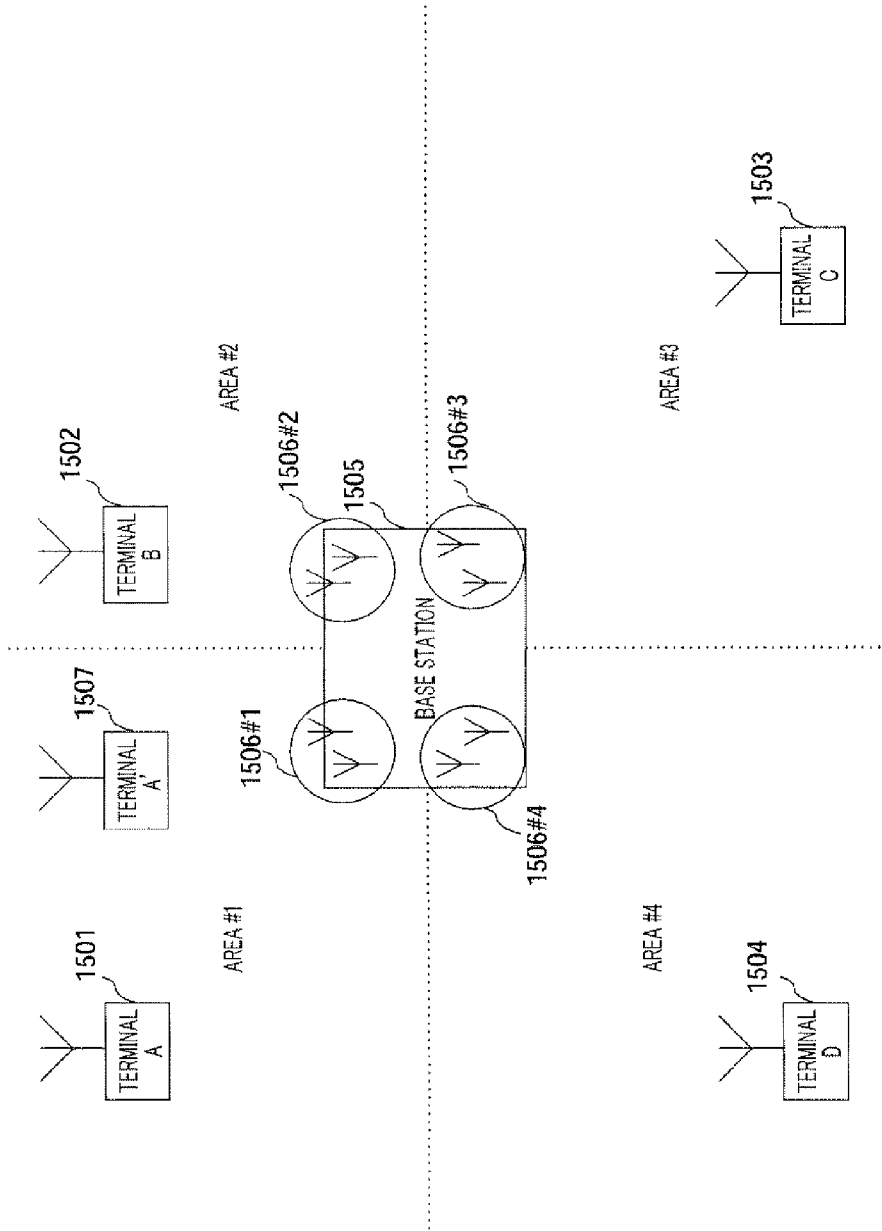 1501
TERMINAL
A
AREA #1
1507
TERMINAL
A'
1502
TERMINAL
B
AREA #2
1506#1
1506#2
1505
BASE STATION
1506#3
1506#4
AREA #4
1504
TERMINAL
D
AREA #3
1503
TERMINAL
C